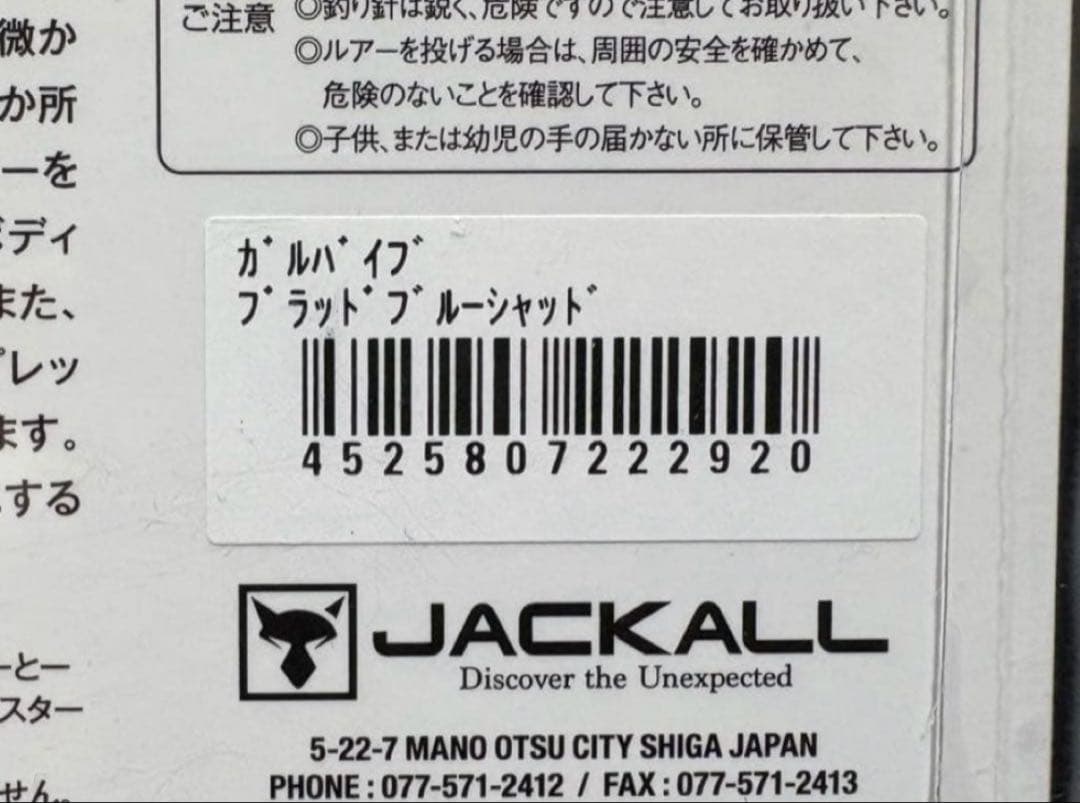 ご注意
◎釣り針は鋭く、危険ですので注意してお取り扱い下さい。
◎ルアーを投げる場合は、周囲の安全を確かめて、
危険のないことを確認して下さい。
◎子供、または幼児の手の届かない所に保管して下さい。
微か
か所
ーを
ボディ
また、
プレッ
ます。
にする
ーとー
スター
せん。
ｶﾞﾙﾊﾞｲﾌﾞ
ﾌﾞﾗｯﾄﾞﾌﾞﾙｰｼｬｯﾄﾞ
4525807222920
JACKALL
Discover the Unexpected
5-22-7 MANO OTSU CITY SHIGA JAPAN
PHONE : 077-571-2412 / FAX : 077-571-2413